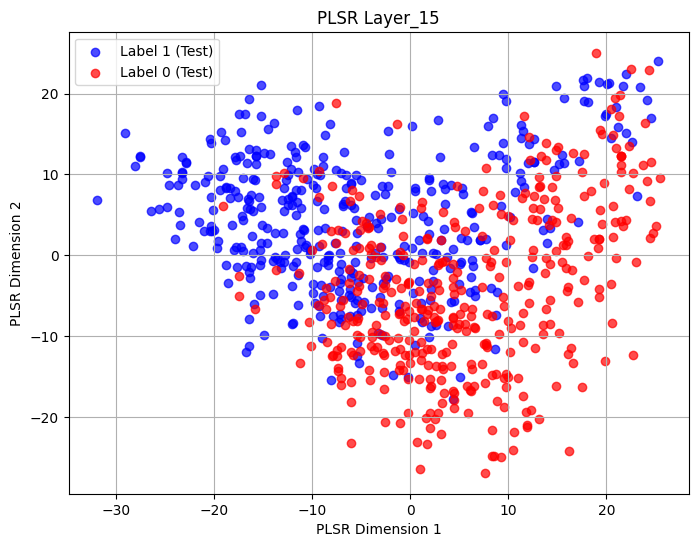 PLSR Layer_15
Label 1 (Test)
Label 0 (Test)
PLSR Dimension 2
20
10
0
−10
−20
−30 −20 −10 0 10 20
PLSR Dimension 1